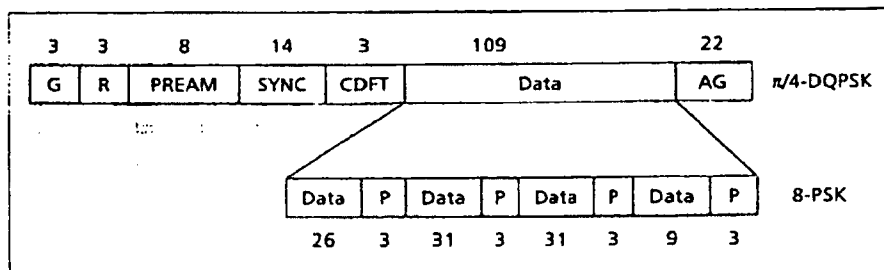 3 3 8 14 3 109 22
G R PREAM SYNC CDFT Data AG π/4-DQPSK
Data P Data P Data P Data P 8-PSK
26 3 31 3 31 3 9 3